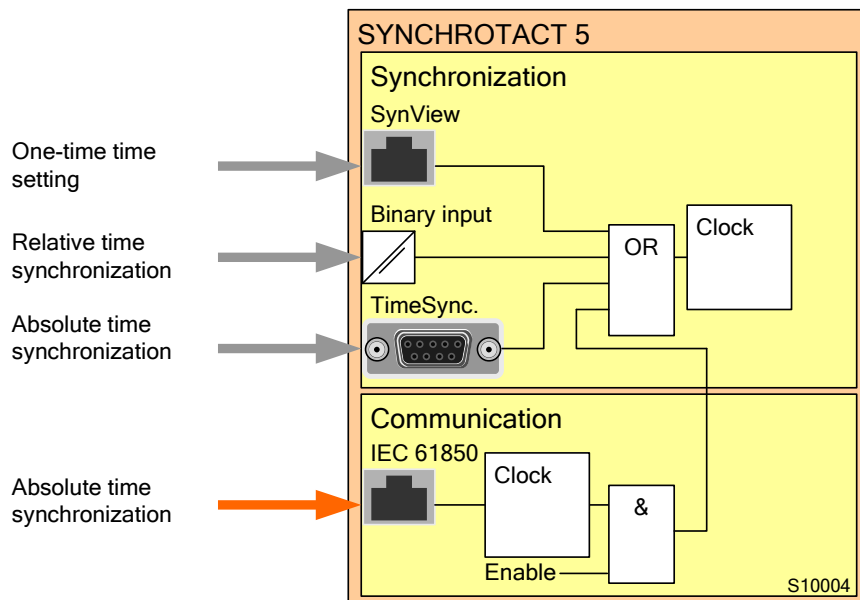 SYNCHROTACT 5
Synchronization
SynView
One-time time
setting
Binary input
Relative time
synchronization
OR
Clock
TimeSync.
Absolute time
synchronization
Communication
IEC 61850
Clock
Absolute time
synchronization
&
Enable
S10004